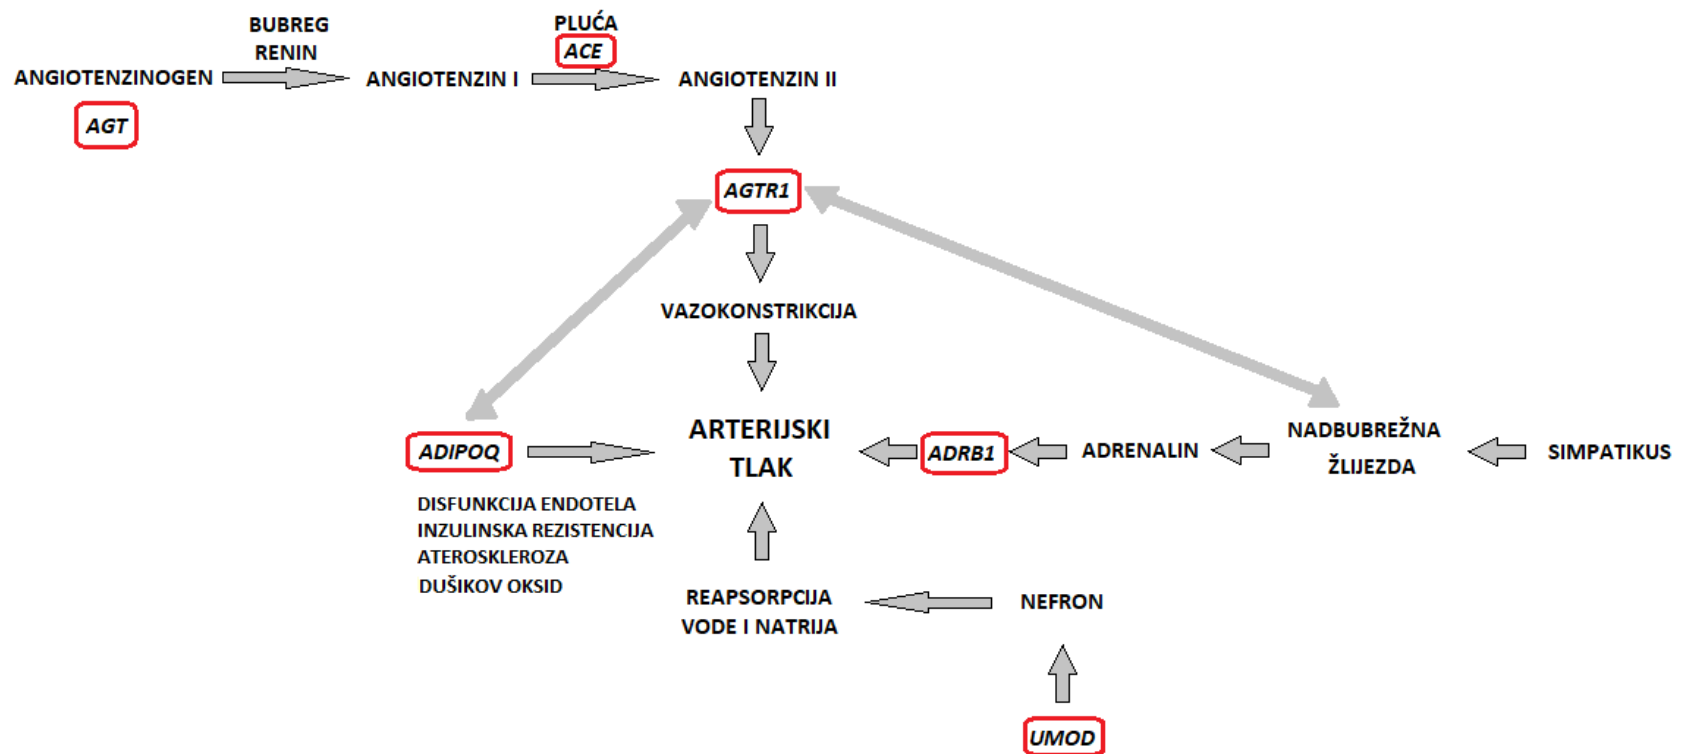 BUBREG
RENIN
PLUĆA
ACE
ANGIOTENZINOGEN
ANGIOTENZIN I
ANGIOTENZIN II
AGT
AGTR1
VAZOKONSTRIKCIJA
ARTERIJSKI
TLAK
ADIPOQ
ADRB1
ADRENALIN
NADBUBREŽNA
ŽLIJEZDA
SIMPATIKUS
DISFUNKCIJA ENDOTELA
INZULINSKA REZISTENCIJA
ATEROSKLEROZA
DUŠIKOV OKSID
REAPSORPCIJA
VODE I NATRIJA
NEFRON
UMOD